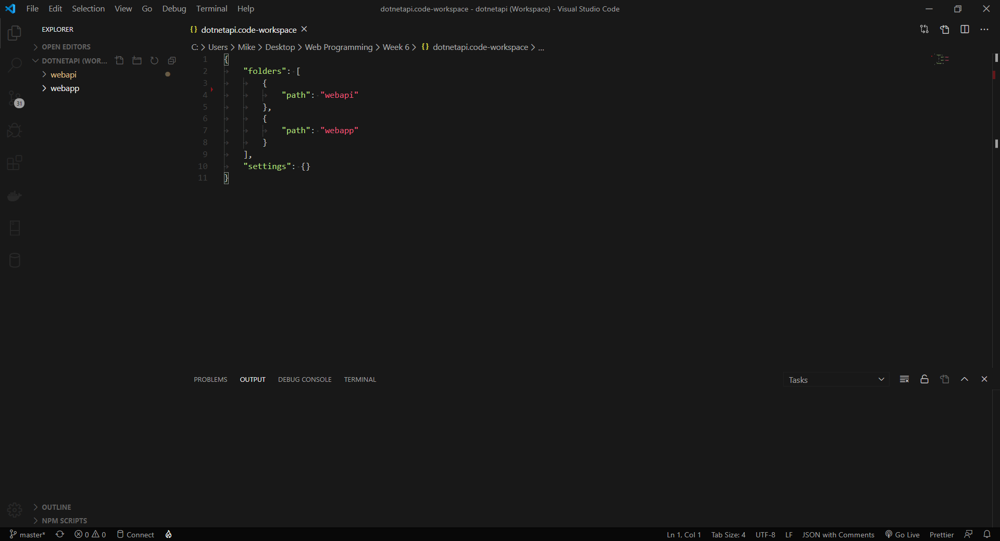 File Edit Selection View Go Debug Terminal Help
dotnetapi.code-workspace - dotnetapi (Workspace) - Visual Studio Code
EXPLORER
OPEN EDITORS
DOTNETAPI (WOR...
webapi
webapp
31
OUTLINE
NPM SCRIPTS
{} dotnetapi.code-workspace
C: > Users > Mike > Desktop > Web Programming > Week 6 > {} dotnetapi.code-workspace > ...
1 {
2 "folders": [
3 {
4 "path": "webapi"
5 },
6 {
7 "path": "webapp"
8 }
9 ],
10 "settings": {}
11 }
PROBLEMS OUTPUT DEBUG CONSOLE TERMINAL
Tasks
master* 0 0 Connect
Ln 1, Col 1 Tab Size: 4 UTF-8 LF JSON with Comments Go Live Prettier